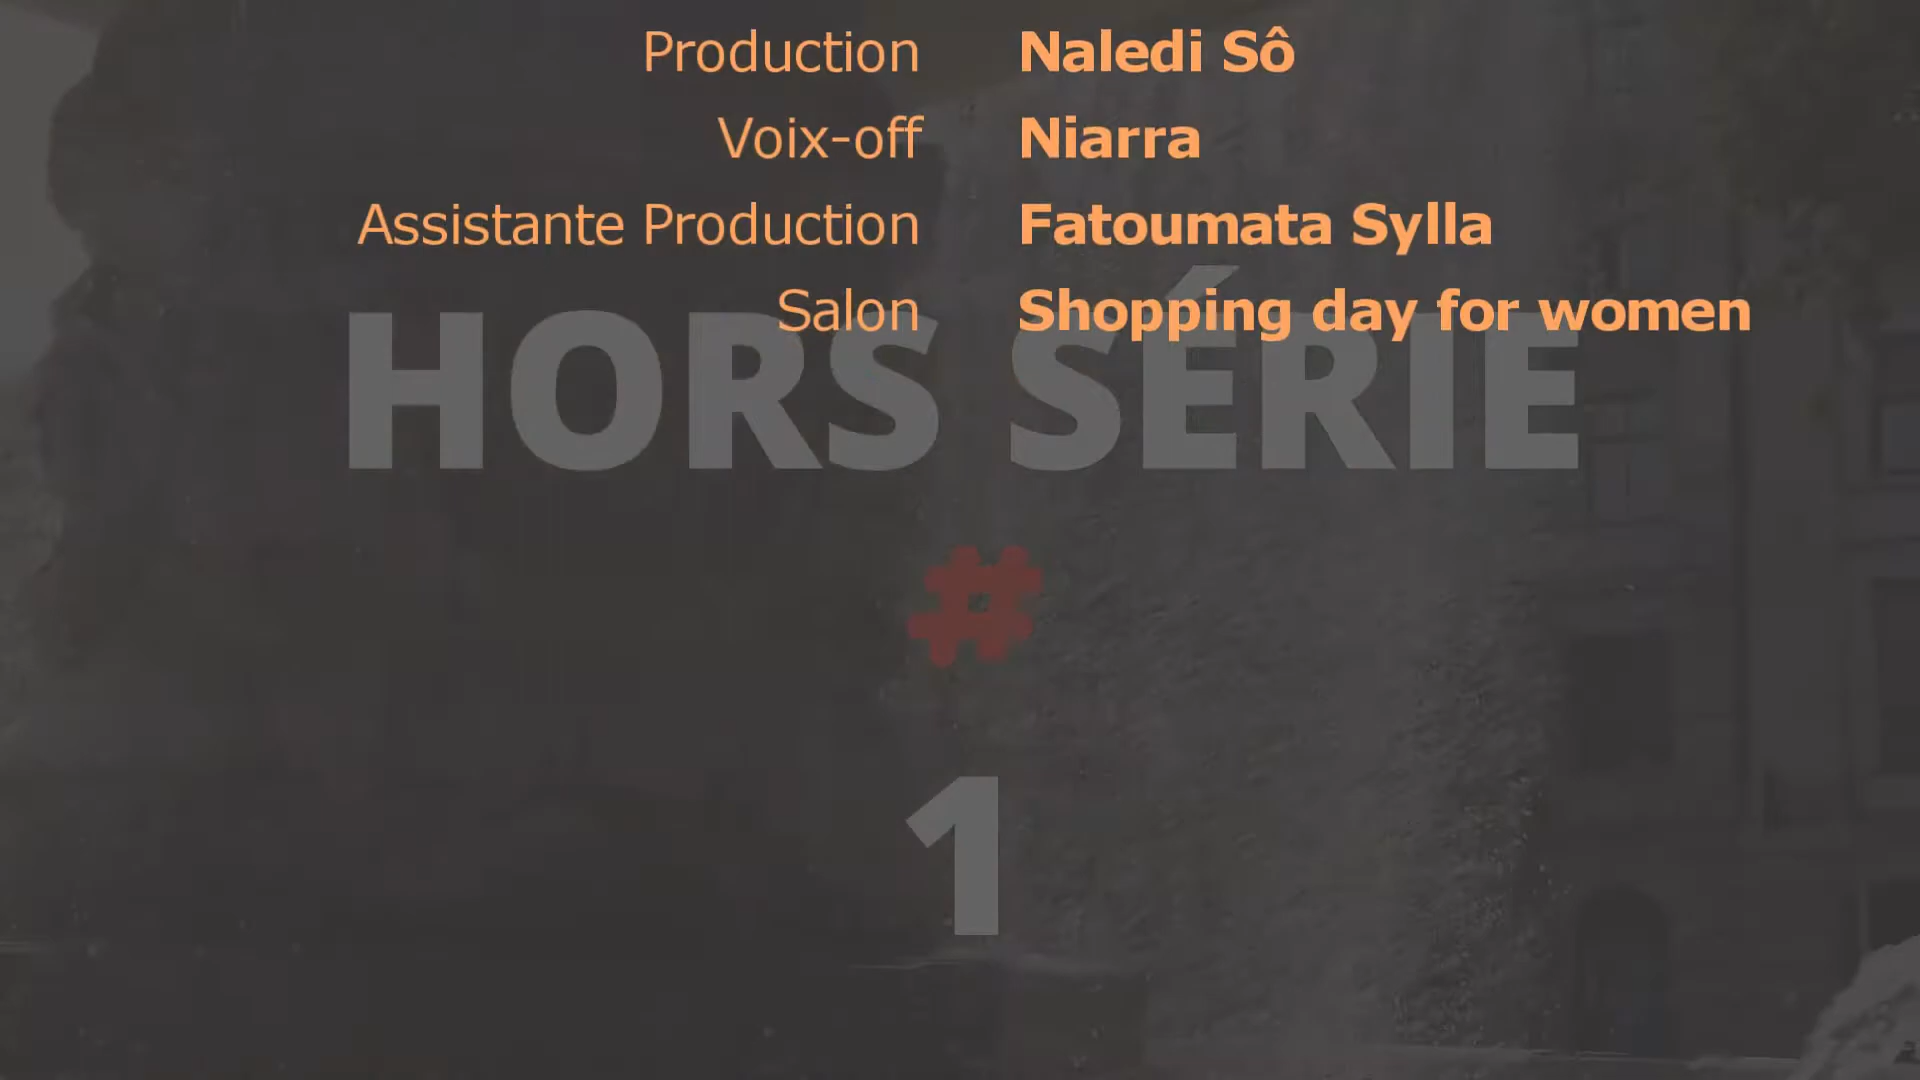 Production Naledi Sô
Voix-off Niarra
Assistante Production Fatoumata Sylla
Salon Shopping day for women
HORS SÉRIE
#
1